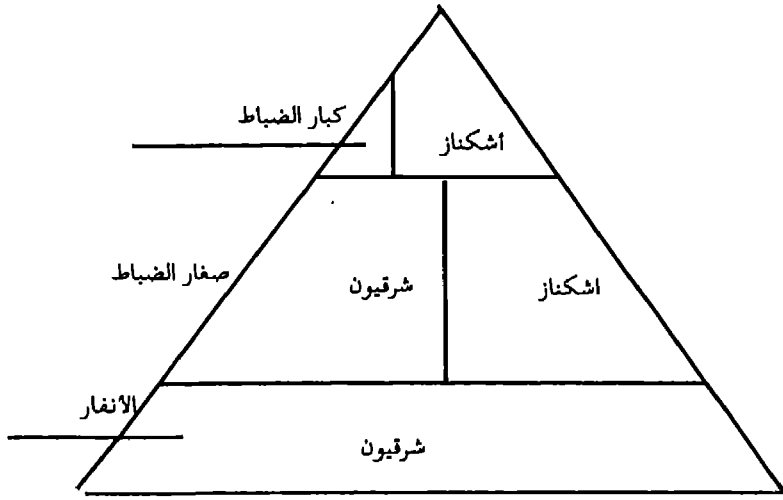 كبار الضباط
أشكناز
صغار الضباط
شرقيون
اشكناز
الأنفار
شرقيون